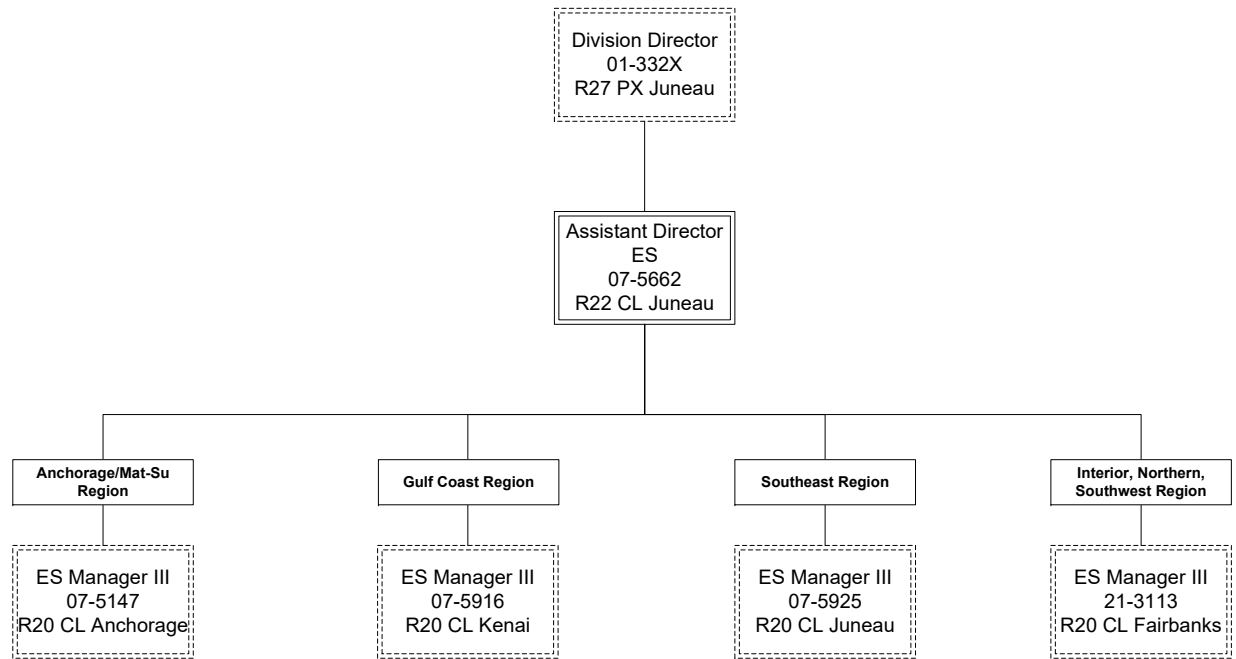 Division Director
01-332X
R27 PX Juneau
Assistant Director
ES
07-5662
R22 CL Juneau
Anchorage/Mat-Su
Region
Gulf Coast Region
Southeast Region
Interior, Northern,
Southwest Region
ES Manager III
07-5147
R20 CL Anchorage
ES Manager III
07-5916
R20 CL Kenai
ES Manager III
07-5925
R20 CL Juneau
ES Manager III
21-3113
R20 CL Fairbanks